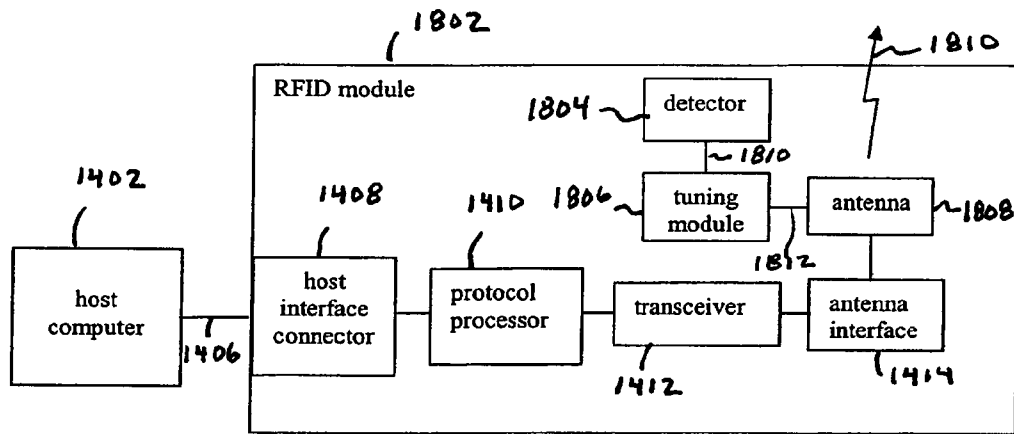 1802
1810
RFID module
1804
detector
1810
1402
1408
1410
1806
tuning
module
antenna
1808
1812
host
computer
1406
host
interface
connector
protocol
processor
transceiver
antenna
interface
1412
1414